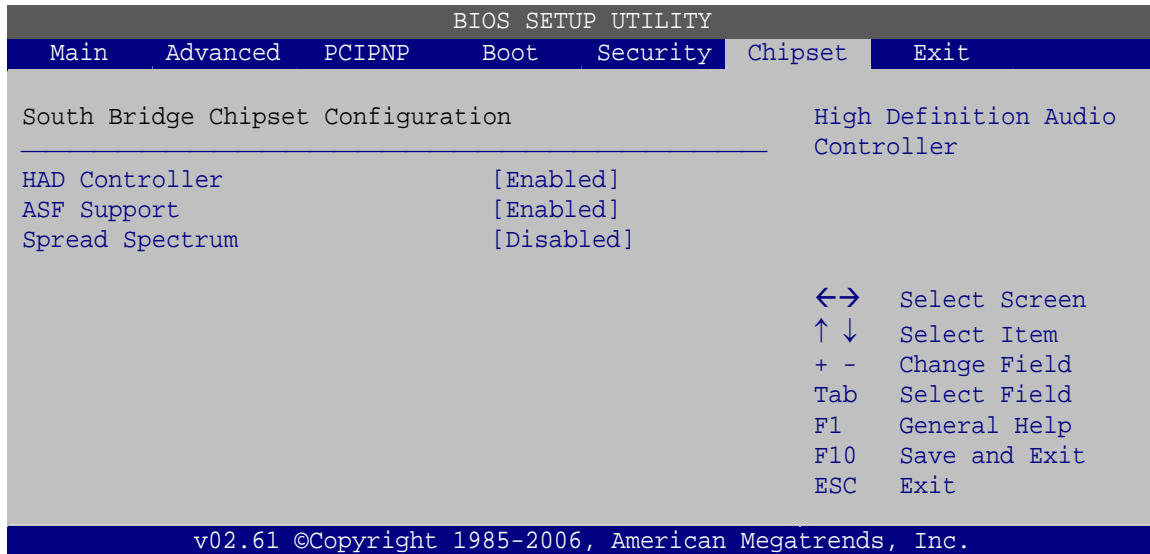 BIOS SETUP UTILITY
Main Advanced PCIPNP Boot Security Chipset Exit
South Bridge Chipset Configuration
HAD Controller [Enabled]
ASF Support [Enabled]
Spread Spectrum [Disabled]
High Definition Audio
Controller
←→ Select Screen
↑ ↓ Select Item
+ - Change Field
Tab Select Field
F1 General Help
F10 Save and Exit
ESC Exit
v02.61 ©Copyright 1985-2006, American Megatrends, Inc.